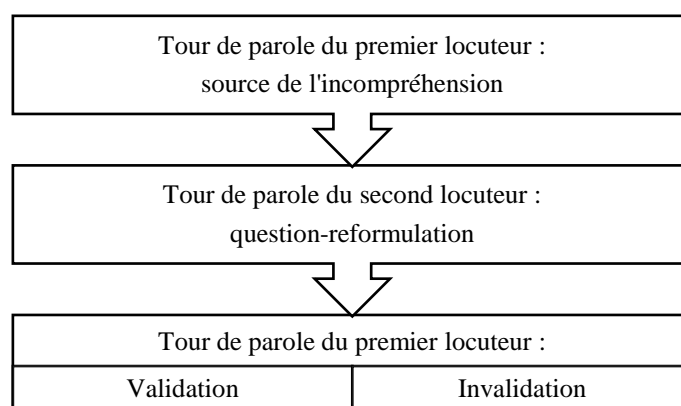 Tour de parole du premier locuteur :
source de l'incompréhension
Tour de parole du second locuteur :
question-reformulation
Tour de parole du premier locuteur :
Validation
Invalidation